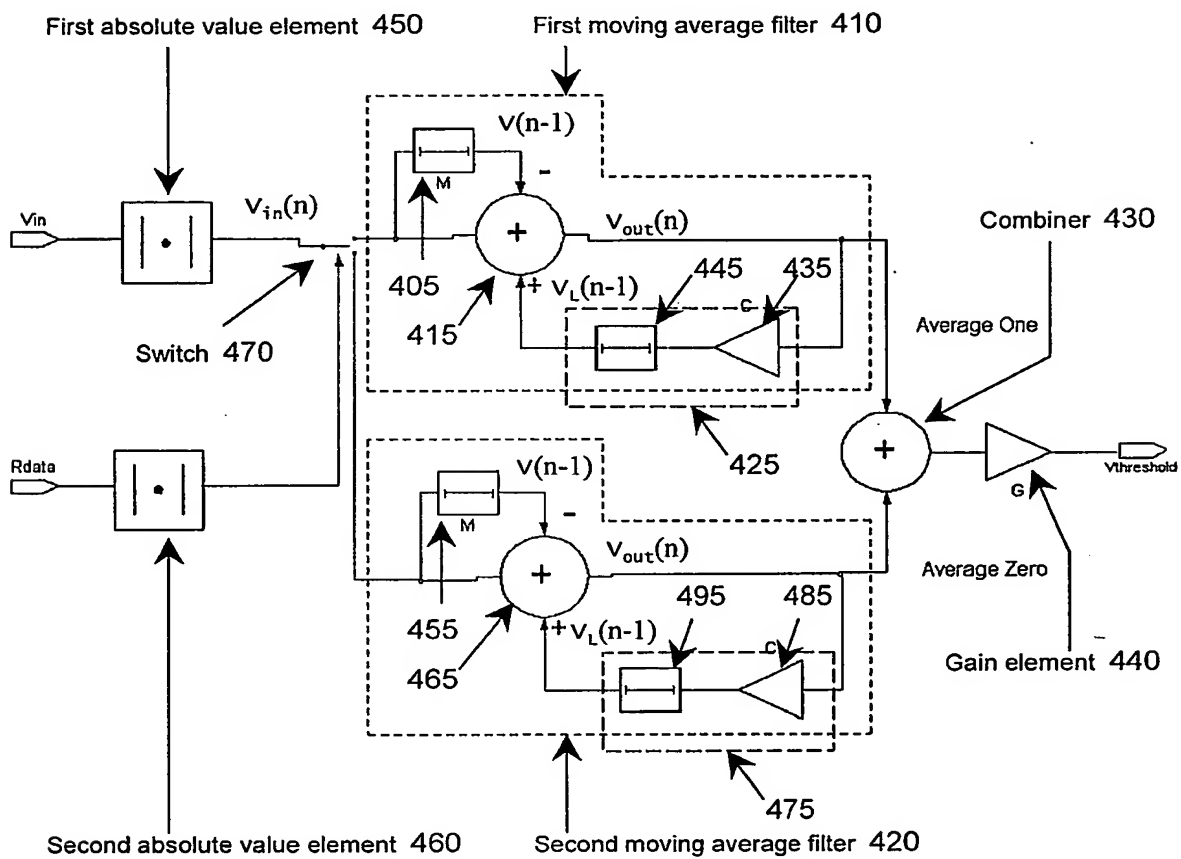 First absolute value element 450
First moving average filter 410
v(n-1)
M
-
Vin
| • |
Vin(n)
+
Vout(n)
Combiner 430
405
415
+ VL(n-1)
445
435
C
Switch 470
Average One
425
+
Rdata
| • |
v(n-1)
M
-
G
Vthreshold
+
Vout(n)
Average Zero
455
465
+ VL(n-1)
495
485
C
Gain element 440
475
Second absolute value element 460
Second moving average filter 420